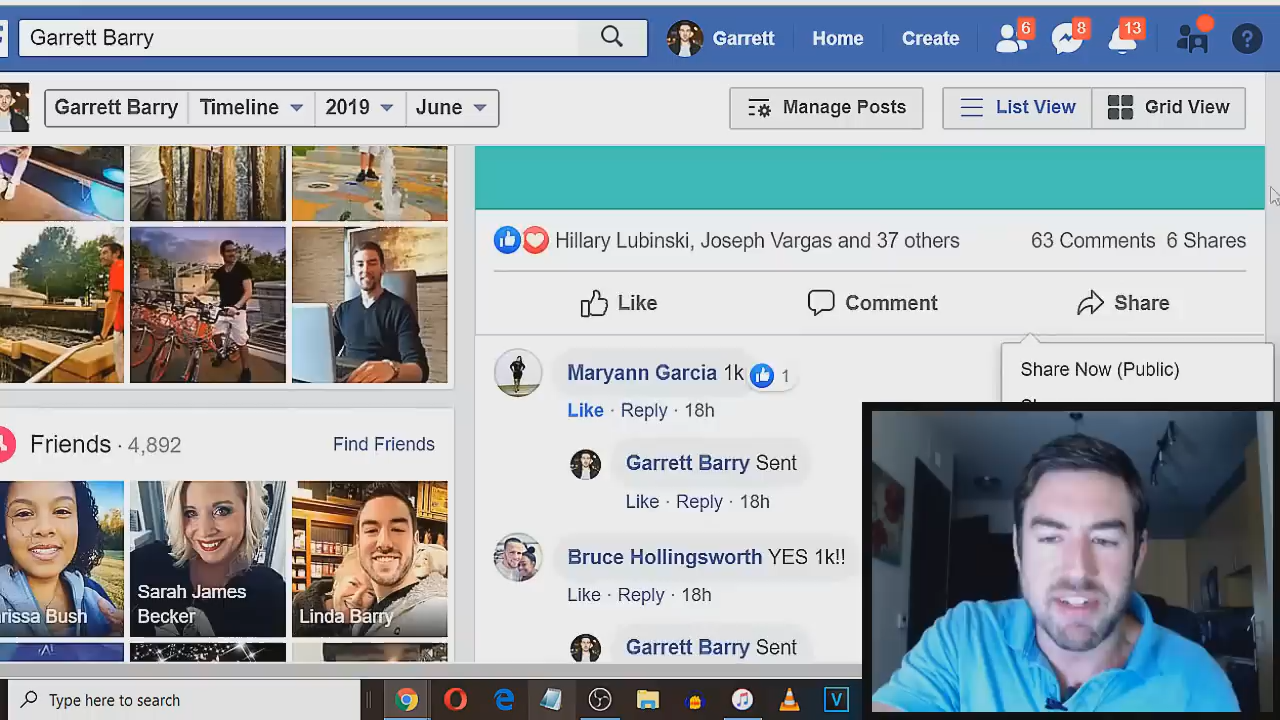 Garrett Barry
Garrett
Home
Create
6
8
13
?
Garrett Barry
Timeline
2019
June
Manage Posts
List View
Grid View
Hillary Lubinski, Joseph Vargas and 37 others
63 Comments 6 Shares
Like
Comment
Share
Maryann Garcia 1k
1
Like · Reply · 18h
Share Now (Public)
Friends · 4,892
Find Friends
Garrett Barry Sent
Like · Reply · 18h
Bruce Hollingsworth YES 1k!!
Like · Reply · 18h
Garrett Barry Sent
rissa Bush
Sarah James
Becker
Linda Barry
Type here to search
V